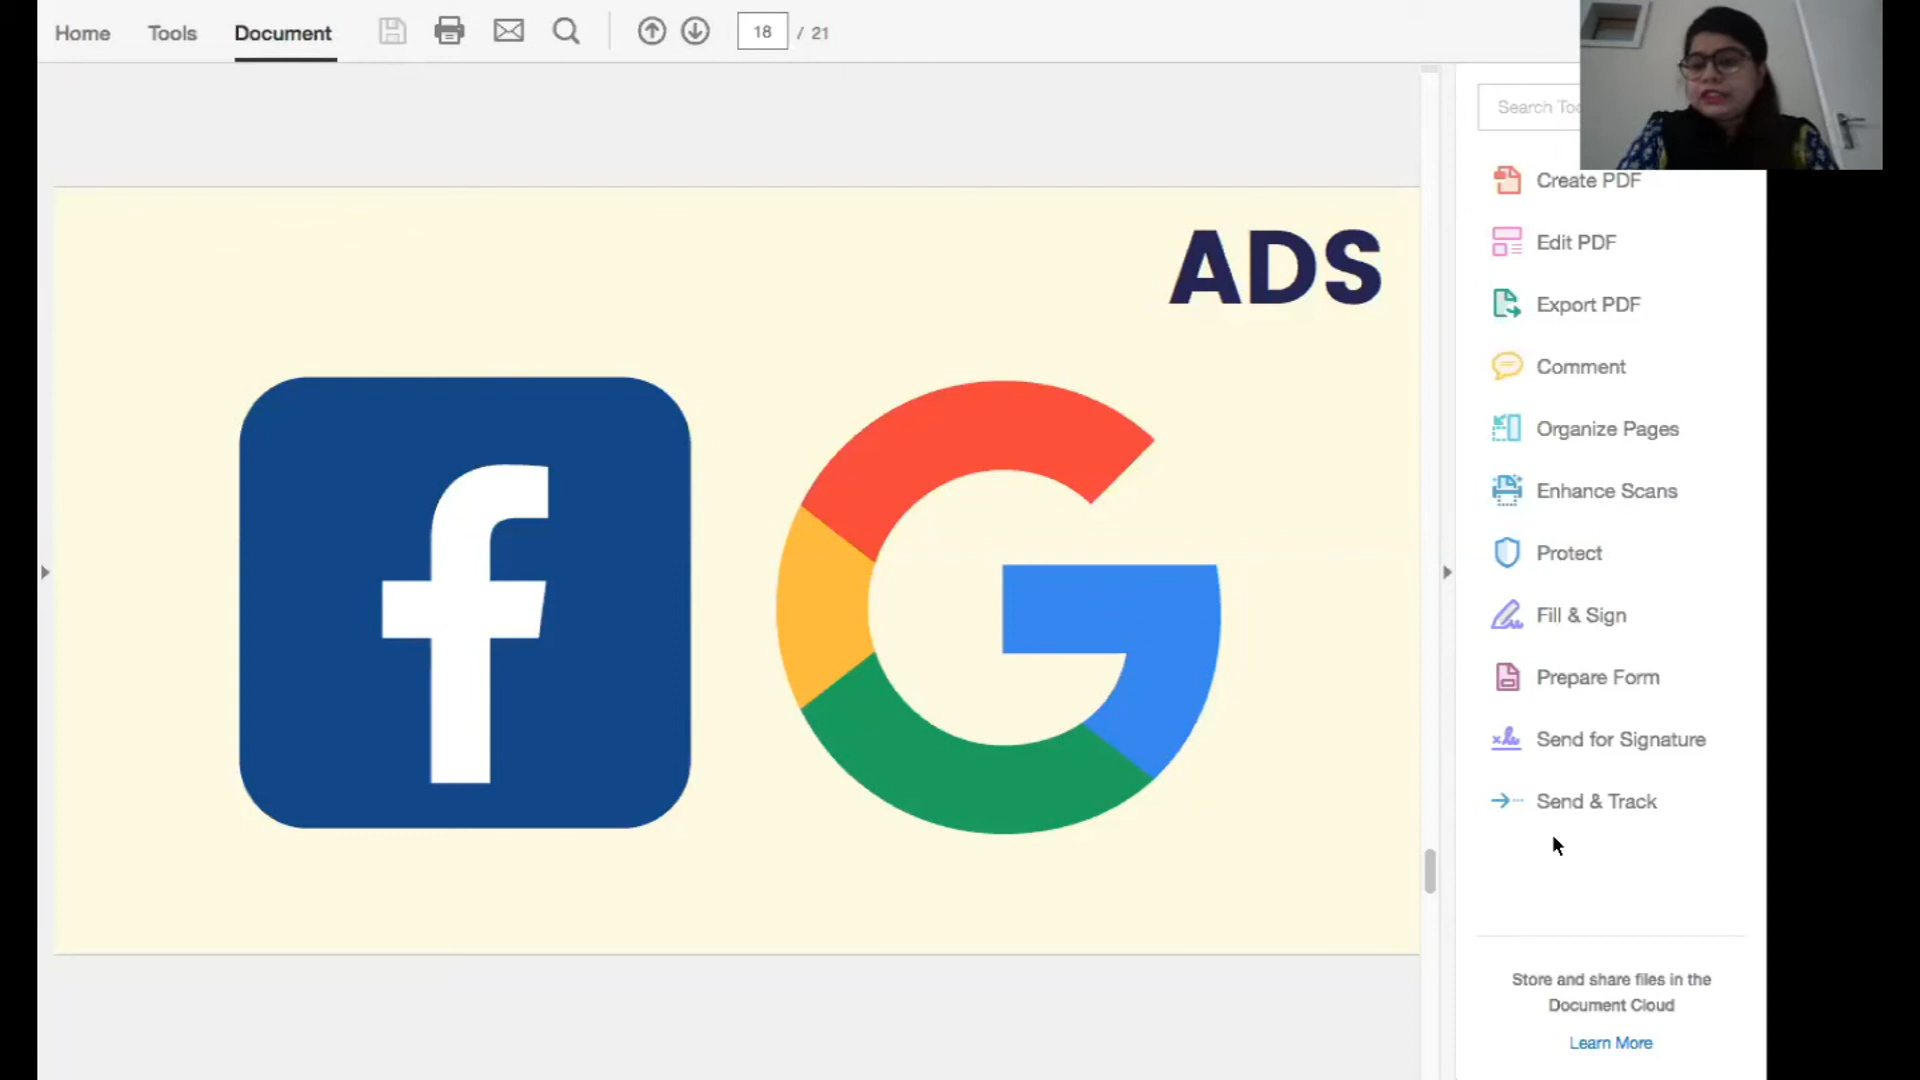 Home Tools Document 18 / 21
Search Too
Create PDF
Edit PDF
Export PDF
Comment
Organize Pages
Enhance Scans
Protect
Fill & Sign
Prepare Form
Send for Signature
Send & Track
Store and share files in the
Document Cloud
Learn More
ADS
f
G